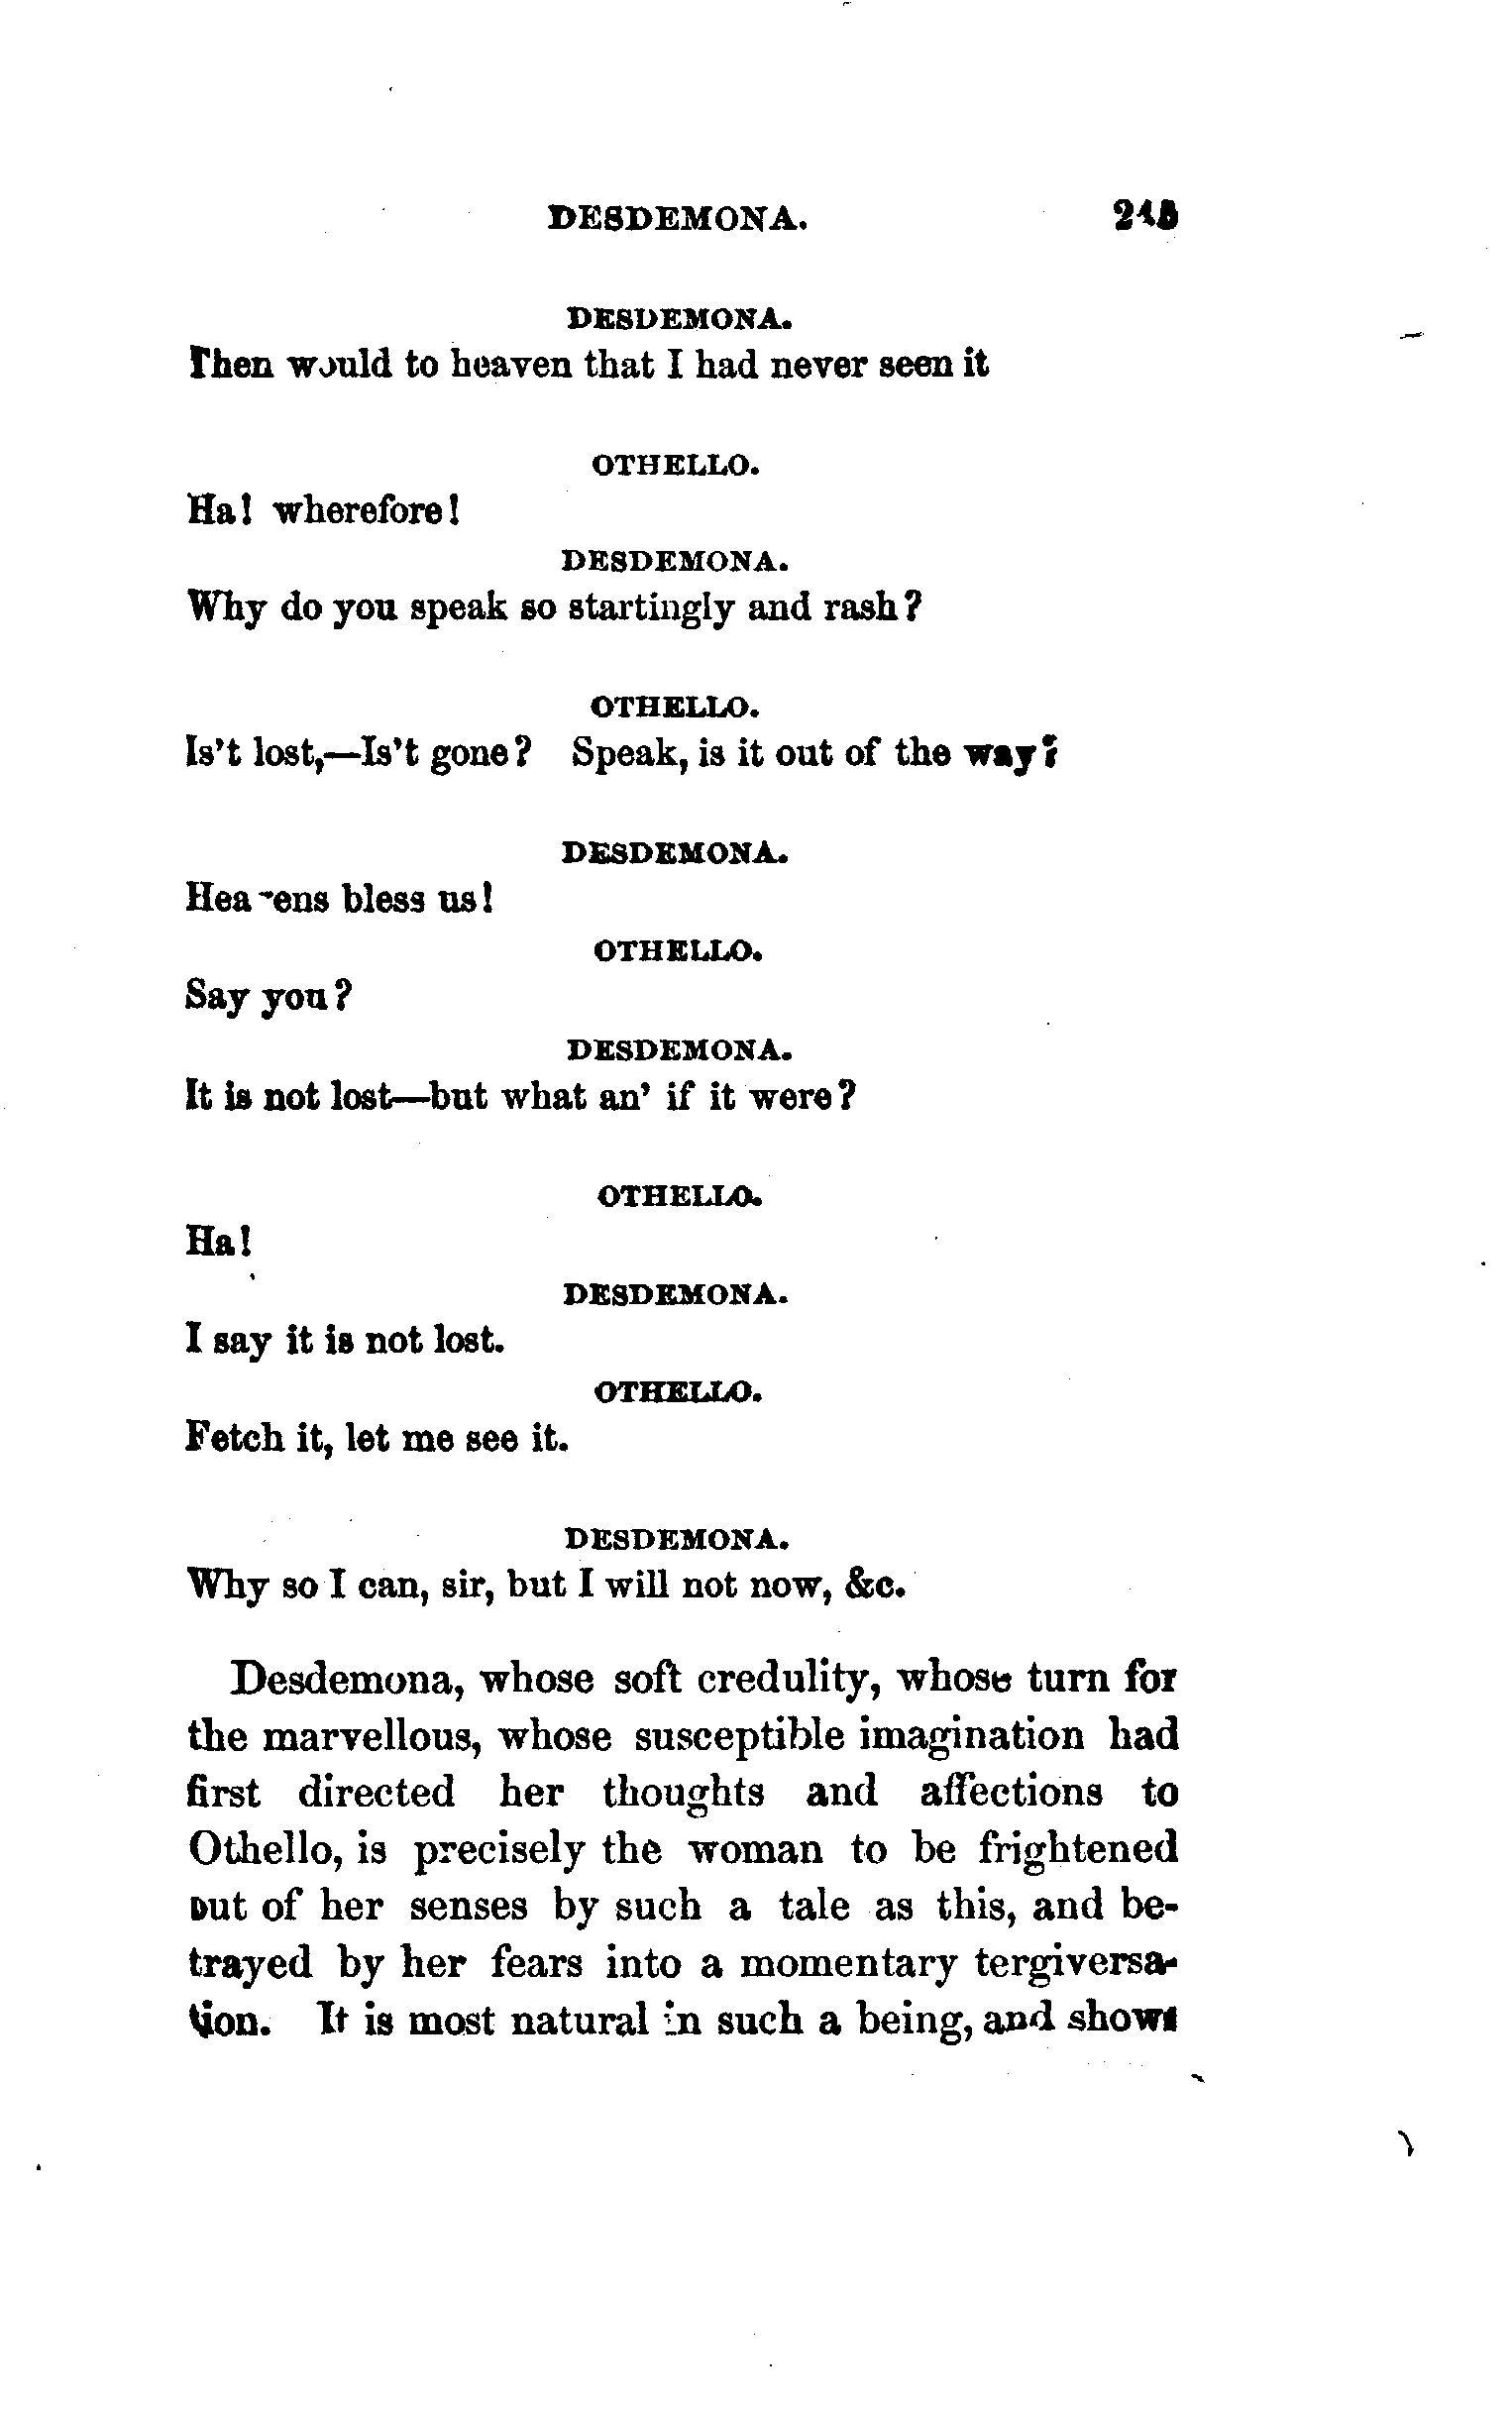 DESDEMONA. 245
DESDEMONA.
Then would to heaven that I had never seen it
OTHELLO.
Ha! wherefore!
DESDEMONA.
Why do you speak so startingly and rash?
OTHELLO.
Is't lost,—Is't gone? Speak, is it out of the way?
DESDEMONA.
Heavens bless us!
OTHELLO.
Say you?
DESDEMONA.
It is not lost—but what an' if it were?
OTHELLO.
Ha!
DESDEMONA.
I say it is not lost.
OTHELLO.
Fetch it, let me see it.
DESDEMONA.
Why so I can, sir, but I will not now, &c.
Desdemona, whose soft credulity, whose turn for
the marvellous, whose susceptible imagination had
first directed her thoughts and affections to
Othello, is precisely the woman to be frightened
out of her senses by such a tale as this, and be-
trayed by her fears into a momentary tergiversa-
tion. It is most natural in such a being, and shows